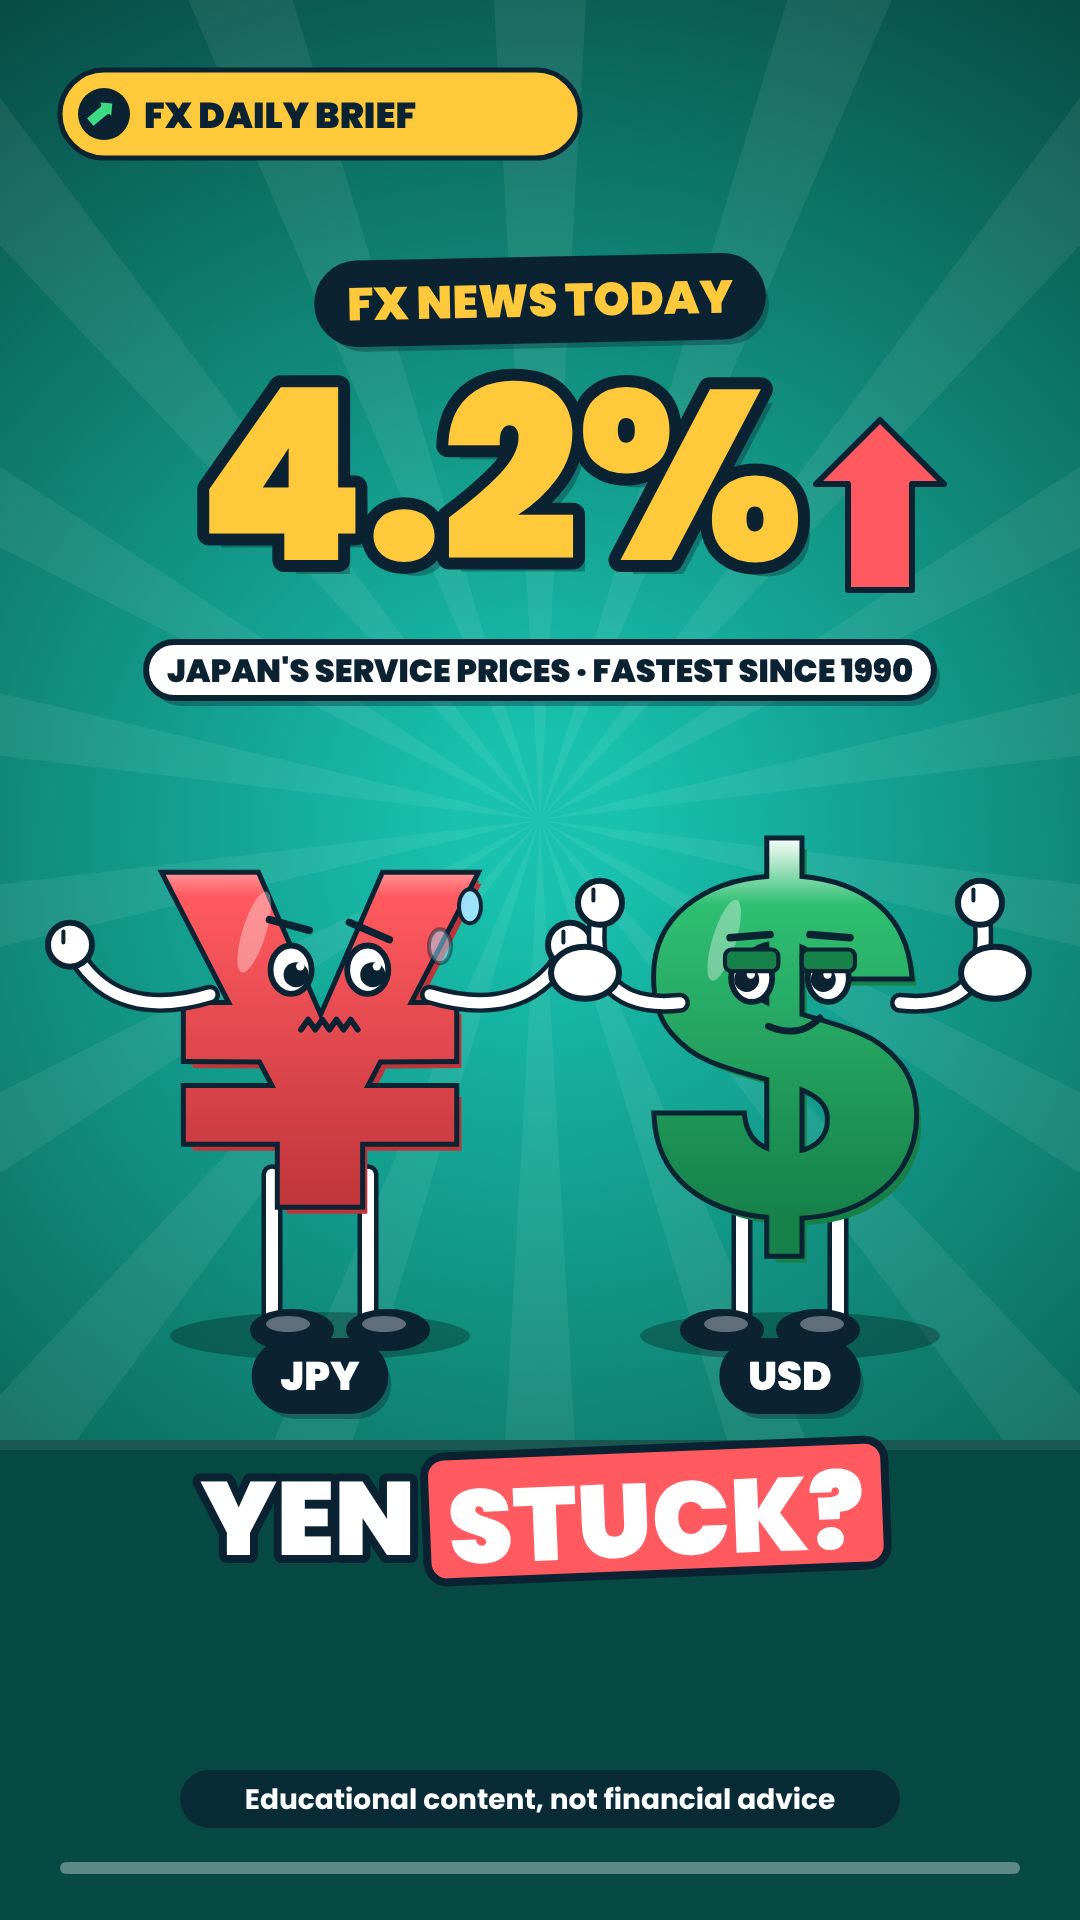 FX DAILY BRIEF
FX NEWS TODAY
4.2%
JAPAN'S SERVICE PRICES • FASTEST SINCE 1990
¥ $
JPY USD
YEN STUCK?
Educational content, not financial advice